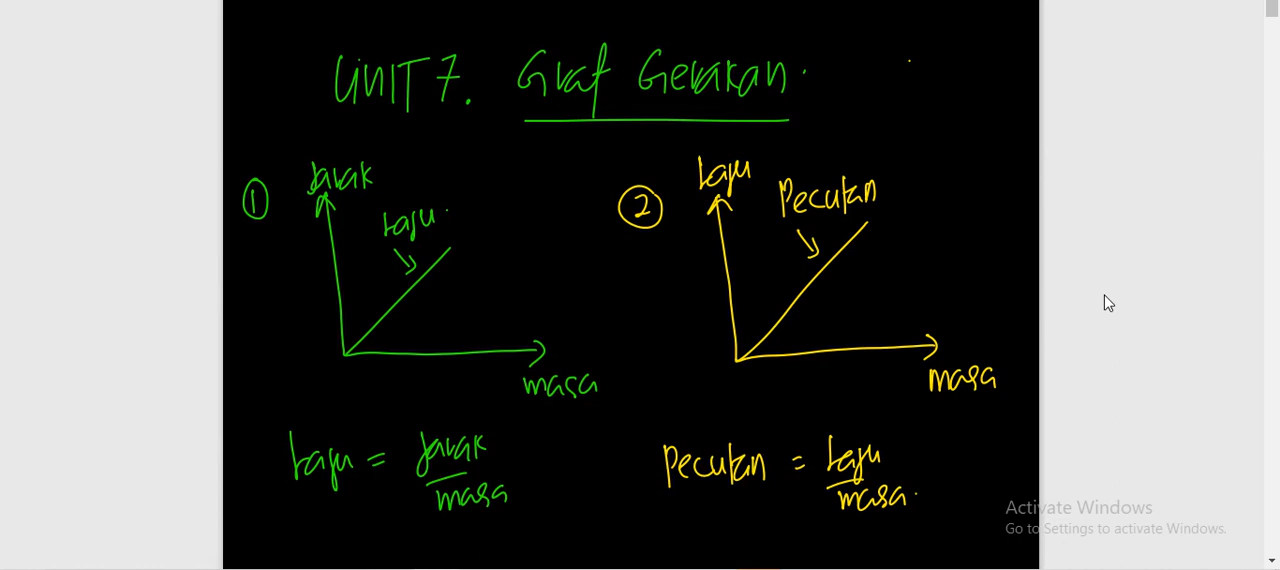 UNIT 7. Graf Gerakan.
①
Jarak
Laju.
masa
Laju = Jarak
masa
②
Laju
Pecutan
masa
Pecutan = Laju
masa.
Activate Windows
Go to Settings to activate Windows.